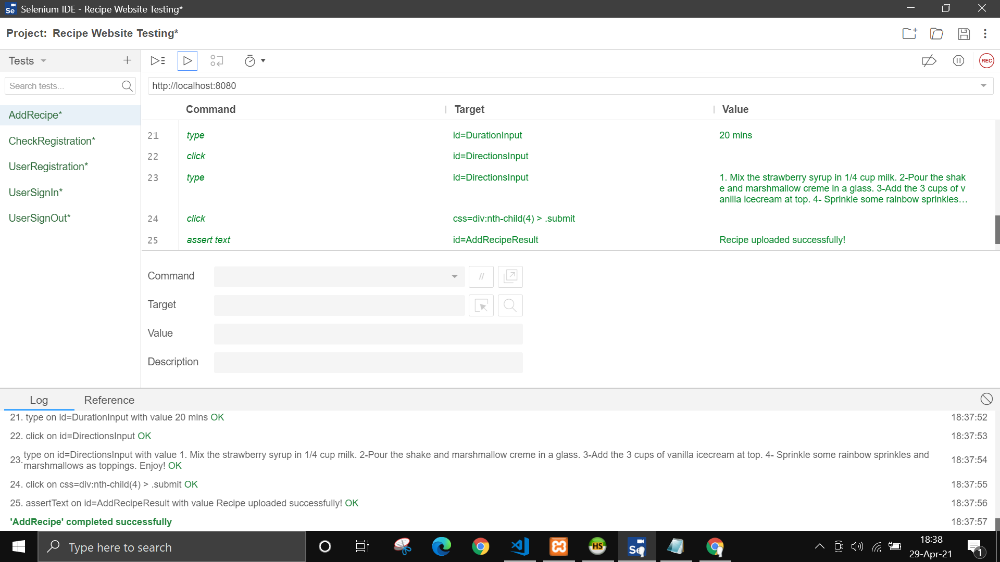 Se Selenium IDE - Recipe Website Testing*
Project: Recipe Website Testing*
Tests
REC
Search tests...
http://localhost:8080
Command Target Value
AddRecipe*
CheckRegistration*
UserRegistration*
UserSignIn*
UserSignOut*
21 type id=DurationInput 20 mins
22 click id=DirectionsInput
23 type id=DirectionsInput 1. Mix the strawberry syrup in 1/4 cup milk. 2-Pour the shak
e and marshmallow creme in a glass. 3-Add the 3 cups of v
anilla icecream at top. 4- Sprinkle some rainbow sprinkles...
24 click css=div:nth-child(4) > .submit
25 assert text id=AddRecipeResult Recipe uploaded successfully!
Command //
Target
Value
Description
Log Reference
21. type on id=DurationInput with value 20 mins OK 18:37:52
22. click on id=DirectionsInput OK 18:37:53
23. type on id=DirectionsInput with value 1. Mix the strawberry syrup in 1/4 cup milk. 2-Pour the shake and marshmallow creme in a glass. 3-Add the 3 cups of vanilla icecream at top. 4- Sprinkle some rainbow sprinkles and 18:37:54
marshmallows as toppings. Enjoy! OK
24. click on css=div:nth-child(4) > .submit OK 18:37:55
25. assertText on id=AddRecipeResult with value Recipe uploaded successfully! OK 18:37:56
'AddRecipe' completed successfully 18:37:57
Type here to search
HS
Se
18:38
29-Apr-21
1